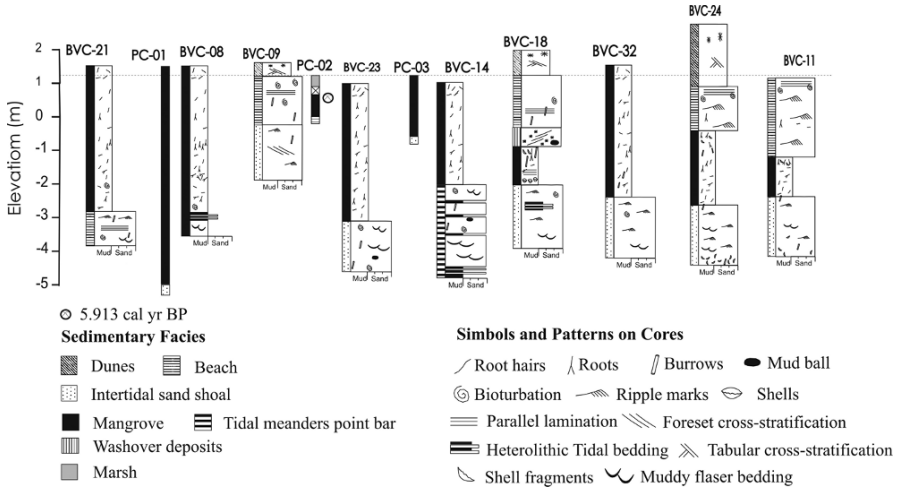 BVC-21 PC-01 BVC-08 BVC-09 PC-02 BVC-23 PC-03 BVC-14 BVC-18 BVC-32 BVC-24 BVC-11
Elevatiom [m]
2
1
0
-1
-2
-3
-4
-5
Mud Sand
Mud Sand
Mud Sand
Mud Sand
Mud Sand
Mud Sand
Mud Sand
Mud Sand
Mud Sand
5.913 cal yr BP
Sedimentary Facies
Dunes Beach
Intertidal sand shoal
Mangrove Tidal meanders point bar
Washover deposits
Marsh
Simbols and Patterns on Cores
Root hairs Roots Burrows Mud ball
Bioturbation Ripple marks Shells
Parallel lamination Foreset cross-stratification
Heterolithic Tidal bedding Tabular cross-stratification
Shell fragments Muddy flaser bedding